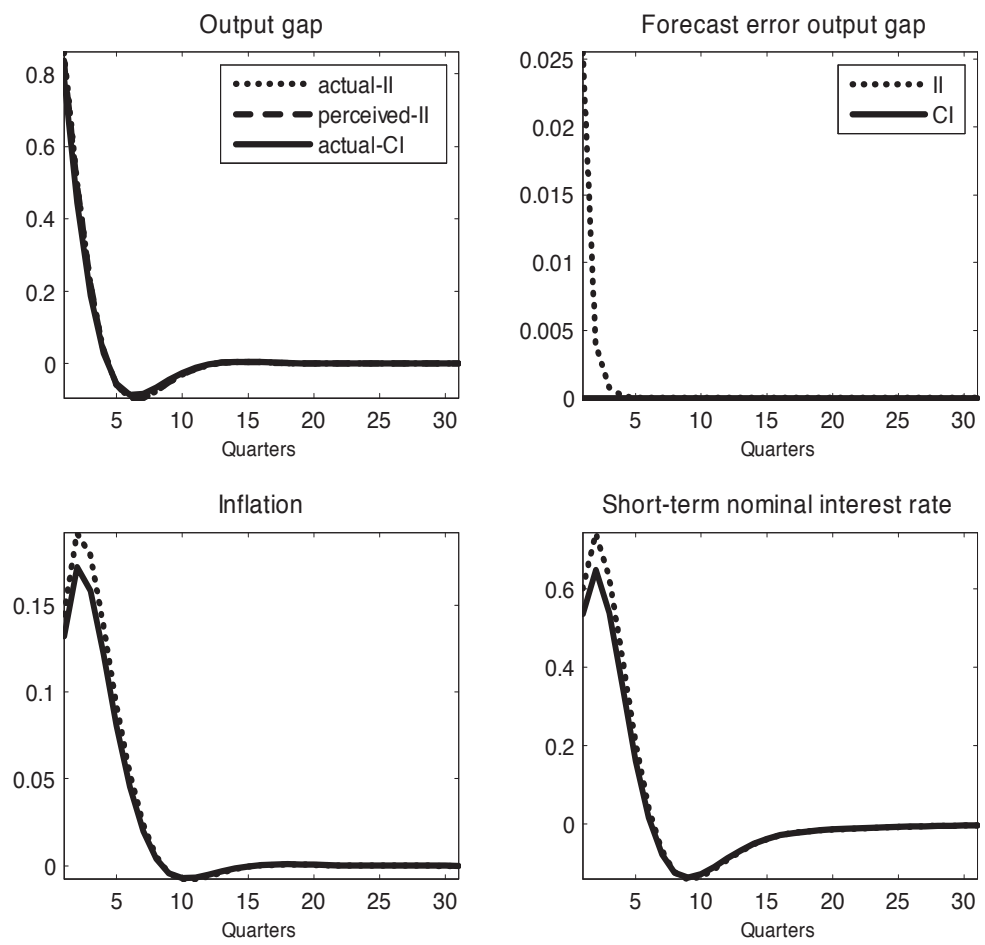 Output gap
0.8
0.6
0.4
0.2
0
actual-II
perceived-II
actual-CI
5 10 15 20 25 30
Quarters
Forecast error output gap
0.025
0.02
0.015
0.01
0.005
0
II
CI
5 10 15 20 25 30
Quarters
Inflation
0.15
0.1
0.05
0
5 10 15 20 25 30
Quarters
Short-term nominal interest rate
0.6
0.4
0.2
0
5 10 15 20 25 30
Quarters